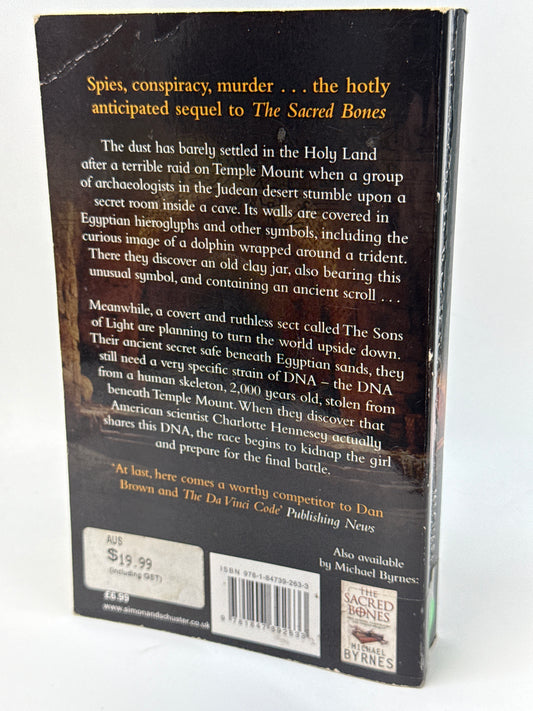 Spies, conspiracy, murder . . . the hotly
anticipated sequel to The Sacred Bones
The dust has barely settled in the Holy Land
after a terrible raid on Temple Mount when a group
of archaeologists in the Judean desert stumble upon a
secret room inside a cave. Its walls are covered in
Egyptian hieroglyphs and other symbols, including the
curious image of a dolphin wrapped around a trident.
There they discover an old clay jar, also bearing this
unusual symbol, and containing an ancient scroll . . .
Meanwhile, a covert and ruthless sect called The Sons
of Light are planning to turn the world upside down.
Their ancient secret safe beneath Egyptian sands, they
still need a very specific strain of DNA – the DNA
from a human skeleton, 2,000 years old, stolen from
beneath Temple Mount. When they discover that
American scientist Charlotte Hennesey actually
shares this DNA, the race begins to kidnap the girl
and prepare for the final battle.
‘At last, here comes a worthy competitor to Dan
Brown and The Da Vinci Code’ Publishing News
AUS
$19.99
(including GST)
£6.99
www.simonandschuster.co.uk
ISBN 978-1-84739-263-3
9 781847 392633
Also available
by Michael Byrnes:
THE
SACRED
BONES
MICHAEL
BYRNES